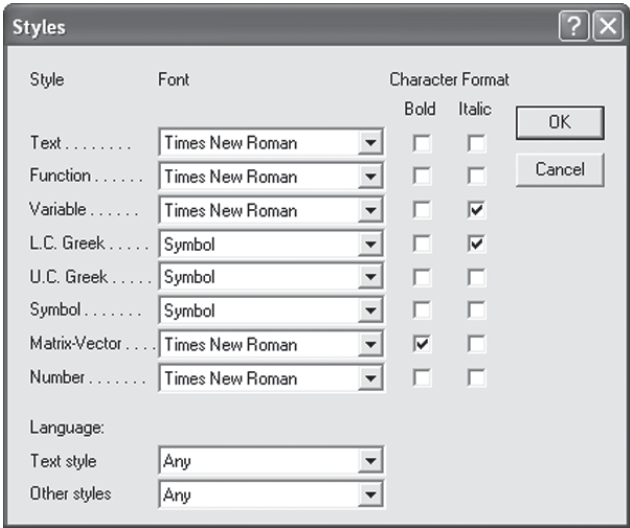 Styles
Style Font Character Format
Bold Italic
Text . . . . . . . . Times New Roman
Function . . . . . . Times New Roman
Variable . . . . . . Times New Roman
L.C. Greek . . . . . Symbol
U.C. Greek . . . . . Symbol
Symbol . . . . . . . Symbol
Matrix-Vector . . . . Times New Roman
Number . . . . . . . Times New Roman
OK
Cancel
Language:
Text style Any
Other styles Any